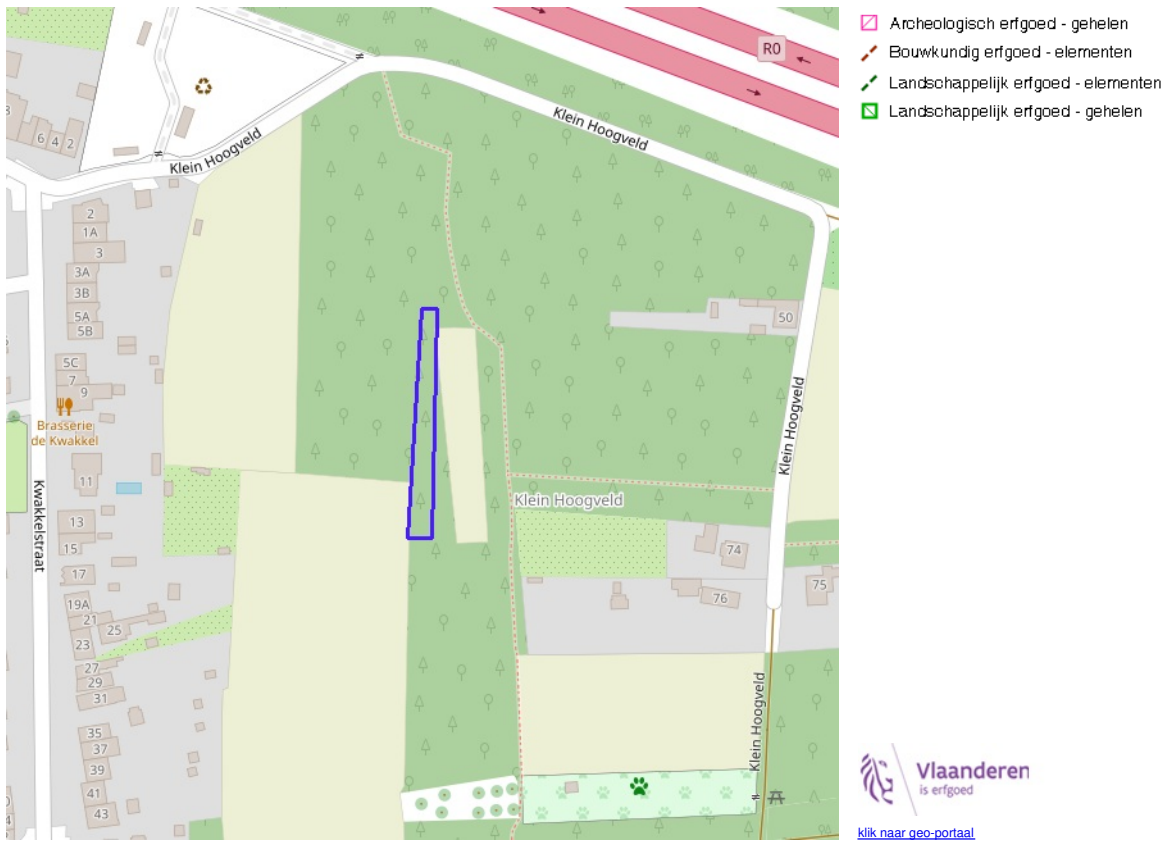 R0
Klein Hoogveld
Klein Hoogveld
6 4 2
2
1A
3
3A
3B
5A
5B
5C
7
9
Brasserie
de Kwakkel
11
13
15
17
19A
21
25
23
27
29
31
35
37
39
41
43
Kwakkelstraat
50
Klein Hoogveld
Klein Hoogveld
74
76
75
Klein Hoogveld
Archeologisch erfgoed - gehelen
Bouwkundig erfgoed - elementen
Landschappelijk erfgoed - elementen
Landschappelijk erfgoed - gehelen
Vlaanderen
is erfgoed
klik naar geo-portaal